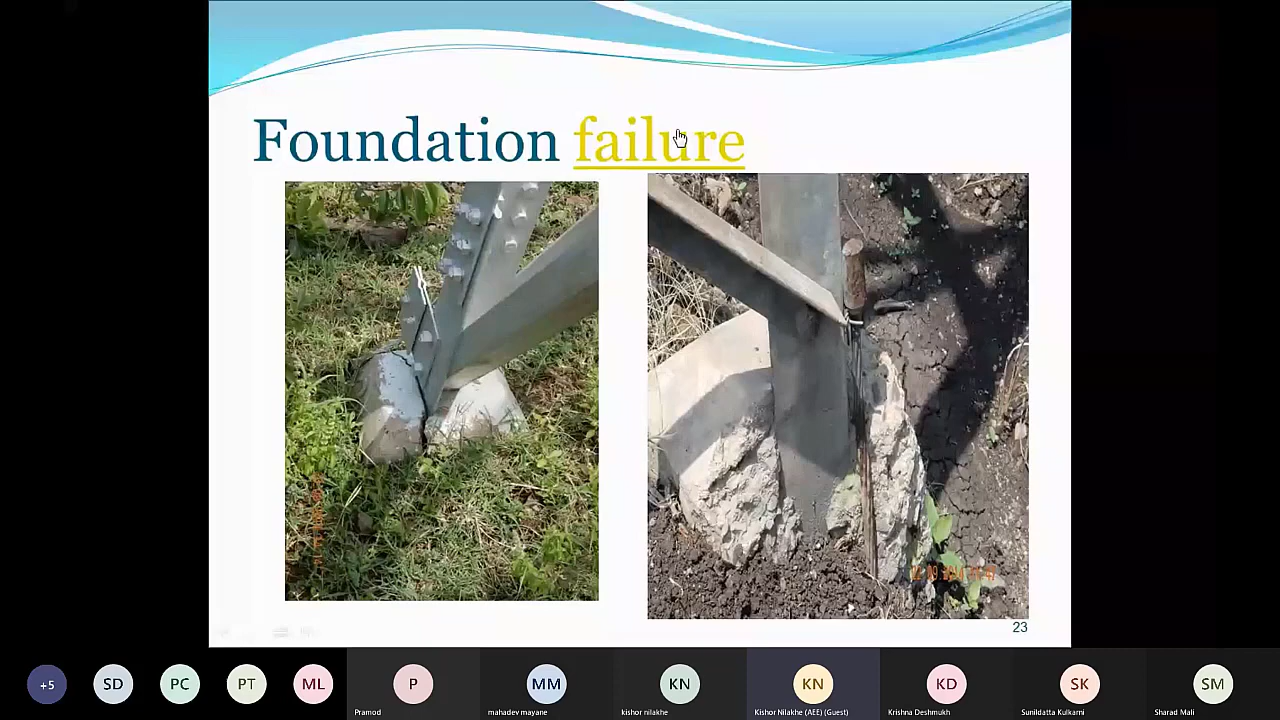 Foundation failure
23
+5
SD
PC
PT
ML
P
MM
KN
KN
KD
SK
SM
Pramod
mahadev mayane
kishor nilakhe
Kishor Nilakhe (AEE) (Guest)
Krishna Deshmukh
Sunildatta Kulkarni
Sharad Mali